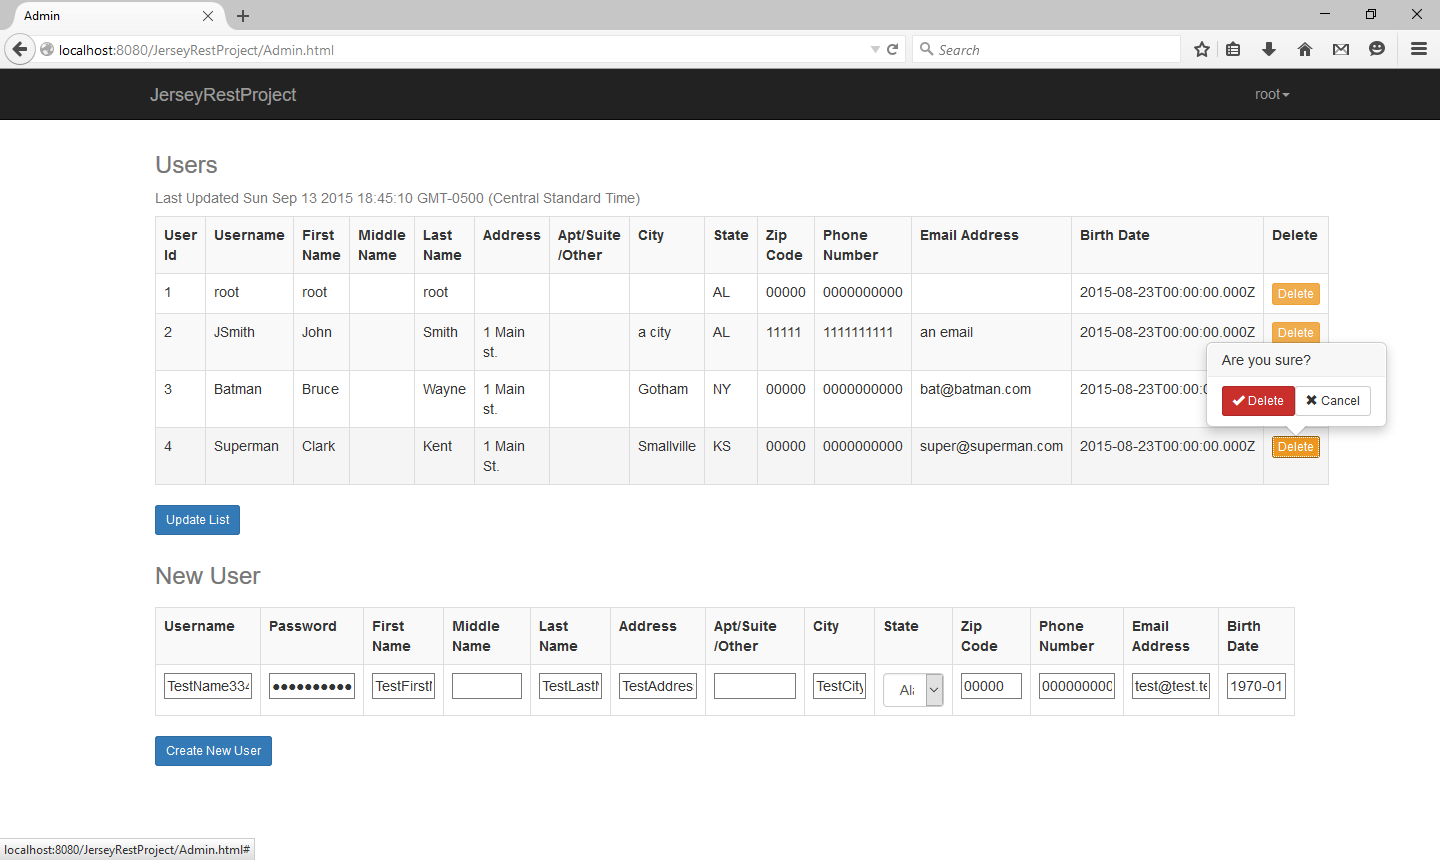 Admin
localhost:8080/JerseyRestProject/Admin.html
Search
JerseyRestProject
root
Users
Last Updated Sun Sep 13 2015 18:45:10 GMT-0500 (Central Standard Time)
User Id Username First Name Middle Name Last Name Address Apt/Suite /Other City State Zip Code Phone Number Email Address Birth Date Delete
1 root root root AL 00000 0000000000 2015-08-23T00:00:00.000Z Delete
2 JSmith John Smith 1 Main st. a city AL 11111 1111111111 an email 2015-08-23T00:00:00.000Z Delete
Are you sure?
3 Batman Bruce Wayne 1 Main st. Gotham NY 00000 0000000000 bat@batman.com 2015-08-23T00:00:0
Delete Cancel
4 Superman Clark Kent 1 Main St. Smallville KS 00000 0000000000 super@superman.com 2015-08-23T00:00:00.000Z Delete
Update List
New User
Username Password First Name Middle Name Last Name Address Apt/Suite /Other City State Zip Code Phone Number Email Address Birth Date
TestName334 ●●●●●●●●●● TestFirstN TestLastN TestAddres TestCity Ala 00000 000000000 test@test.te 1970-01
Create New User
localhost:8080/JerseyRestProject/Admin.html#